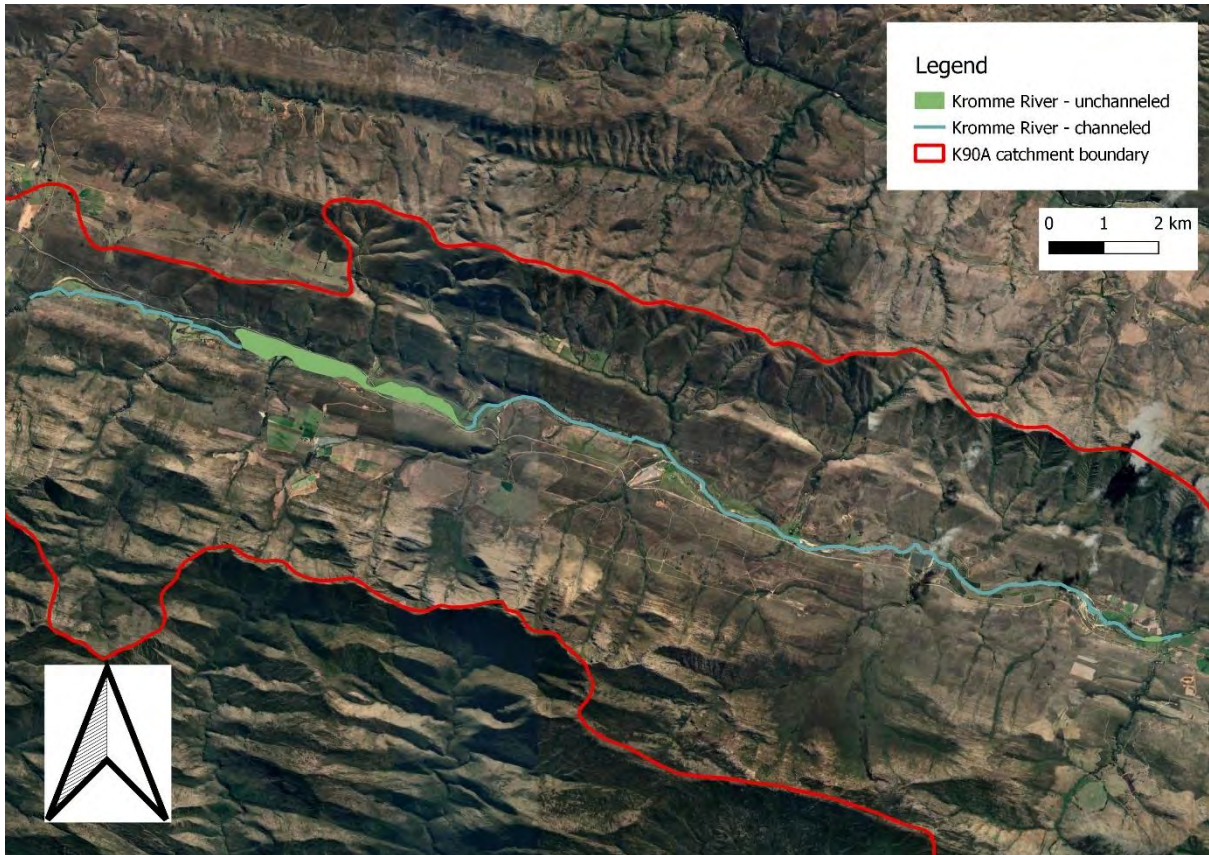 Legend
Kromme River - unchanneled
Kromme River - channeled
K90A catchment boundary
0 1 2 km